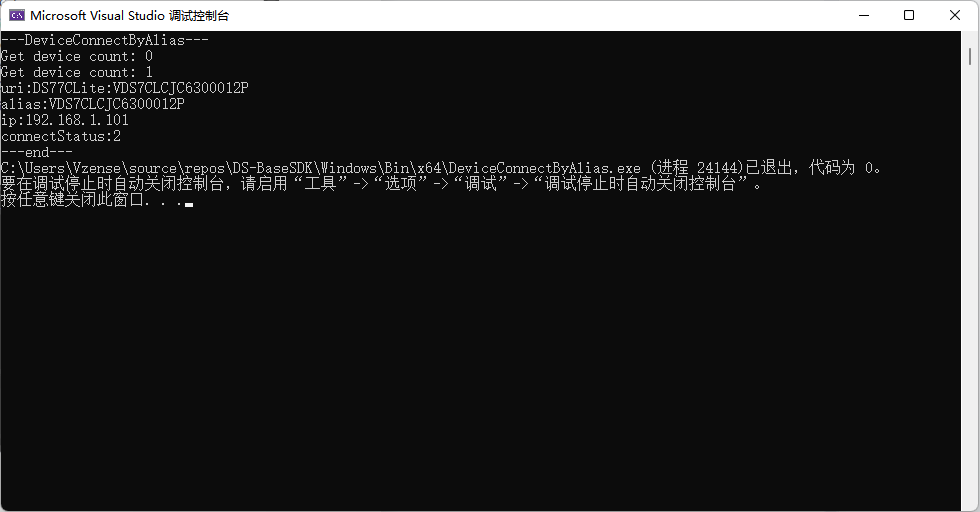 Microsoft Visual Studio 调试控制台
---DeviceConnectByAlias---
Get device count: 0
Get device count: 1
uri:DS77CLite:VDS7CLCJC6300012P
alias:VDS7CLCJC6300012P
ip:192.168.1.101
connectStatus:2
---end---
C:\Users\Vzense\source\repos\DS-BaseSDK\Windows\Bin\x64\DeviceConnectByAlias.exe (进程 24144)已退出，代码为 0。
要在调试停止时自动关闭控制台，请启用“工具”->“选项”->“调试”->“调试停止时自动关闭控制台”。
按任意键关闭此窗口. . .